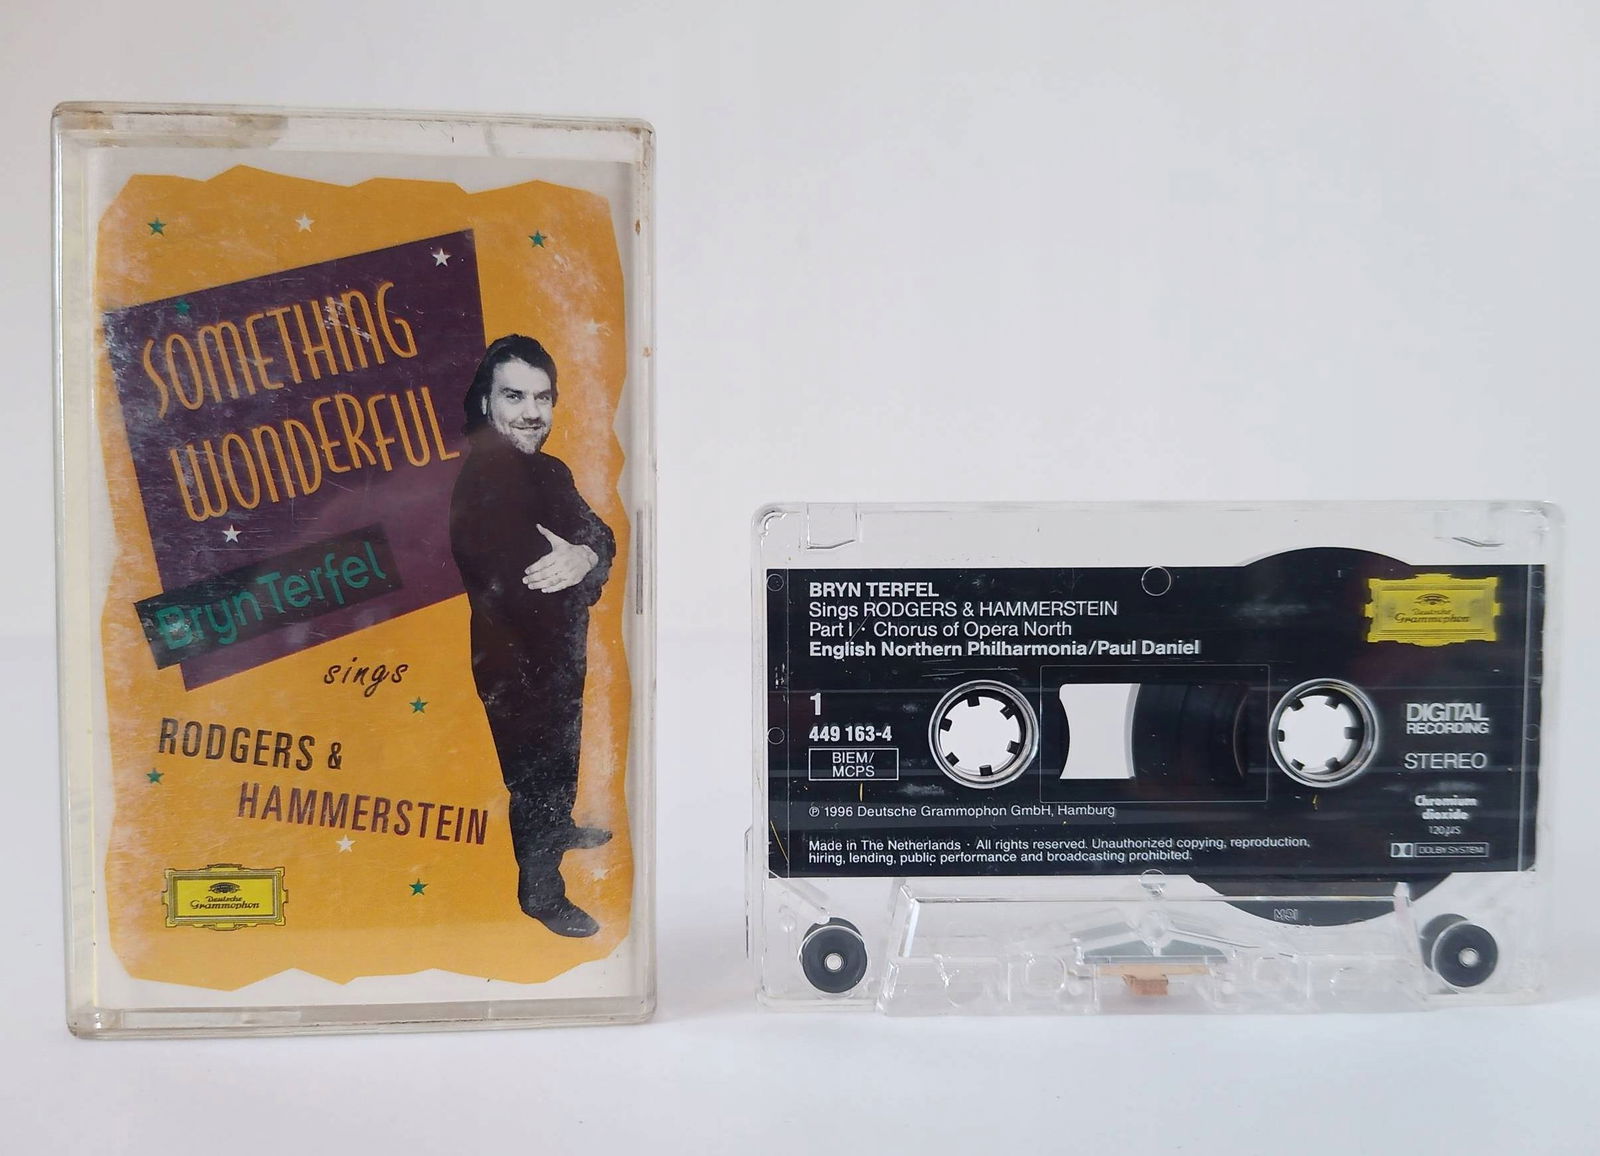 SOMETHING
WONDERFUL
Bryn Terfel
sings
RODGERS &
HAMMERSTEIN
Deutsche
Grammophon
BRYN TERFEL
Sings RODGERS & HAMMERSTEIN
Part I · Chorus of Opera North
English Northern Philharmonia/Paul Daniel
Deutsche
Grammophon
1
449 163-4
BIEM/
MCPS
DIGITAL
RECORDING
STEREO
Chromium
dioxide
120µs
DOLBY SYSTEM
℗ 1996 Deutsche Grammophon GmbH, Hamburg
Made in The Netherlands · All rights reserved. Unauthorized copying, reproduction,
hiring, lending, public performance and broadcasting prohibited.